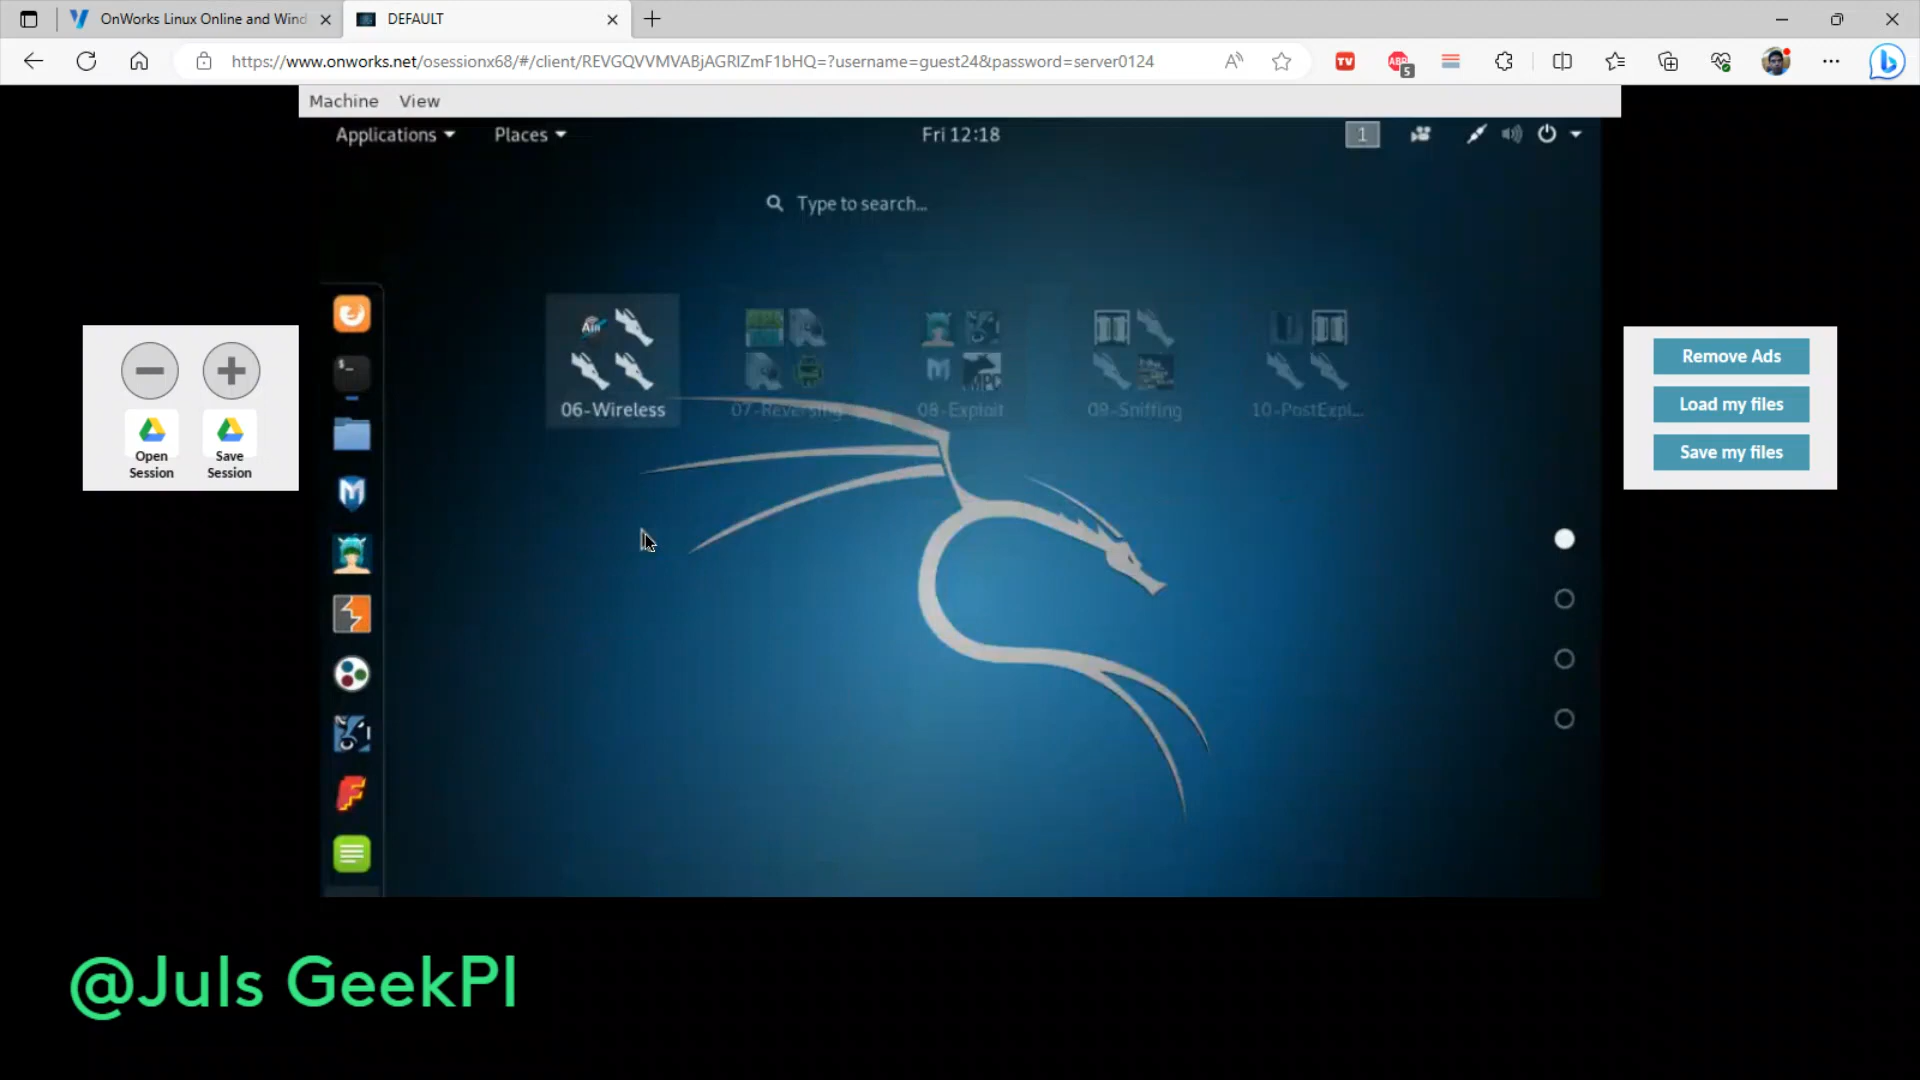 OnWorks Linux Online and Wind
DEFAULT
https://www.onworks.net/osessionx68/#/client/REVGQVVMVABjAGRlZmF1bHQ=?username=guest24&password=server0124
Machine View
Applications Places Fri 12:18 1
Type to search...
06-Wireless 07-Reversing 08-Exploit 09-Sniffing 10-PostExpl...
Open Session
Save Session
Remove Ads
Load my files
Save my files
@Juls GeekPI